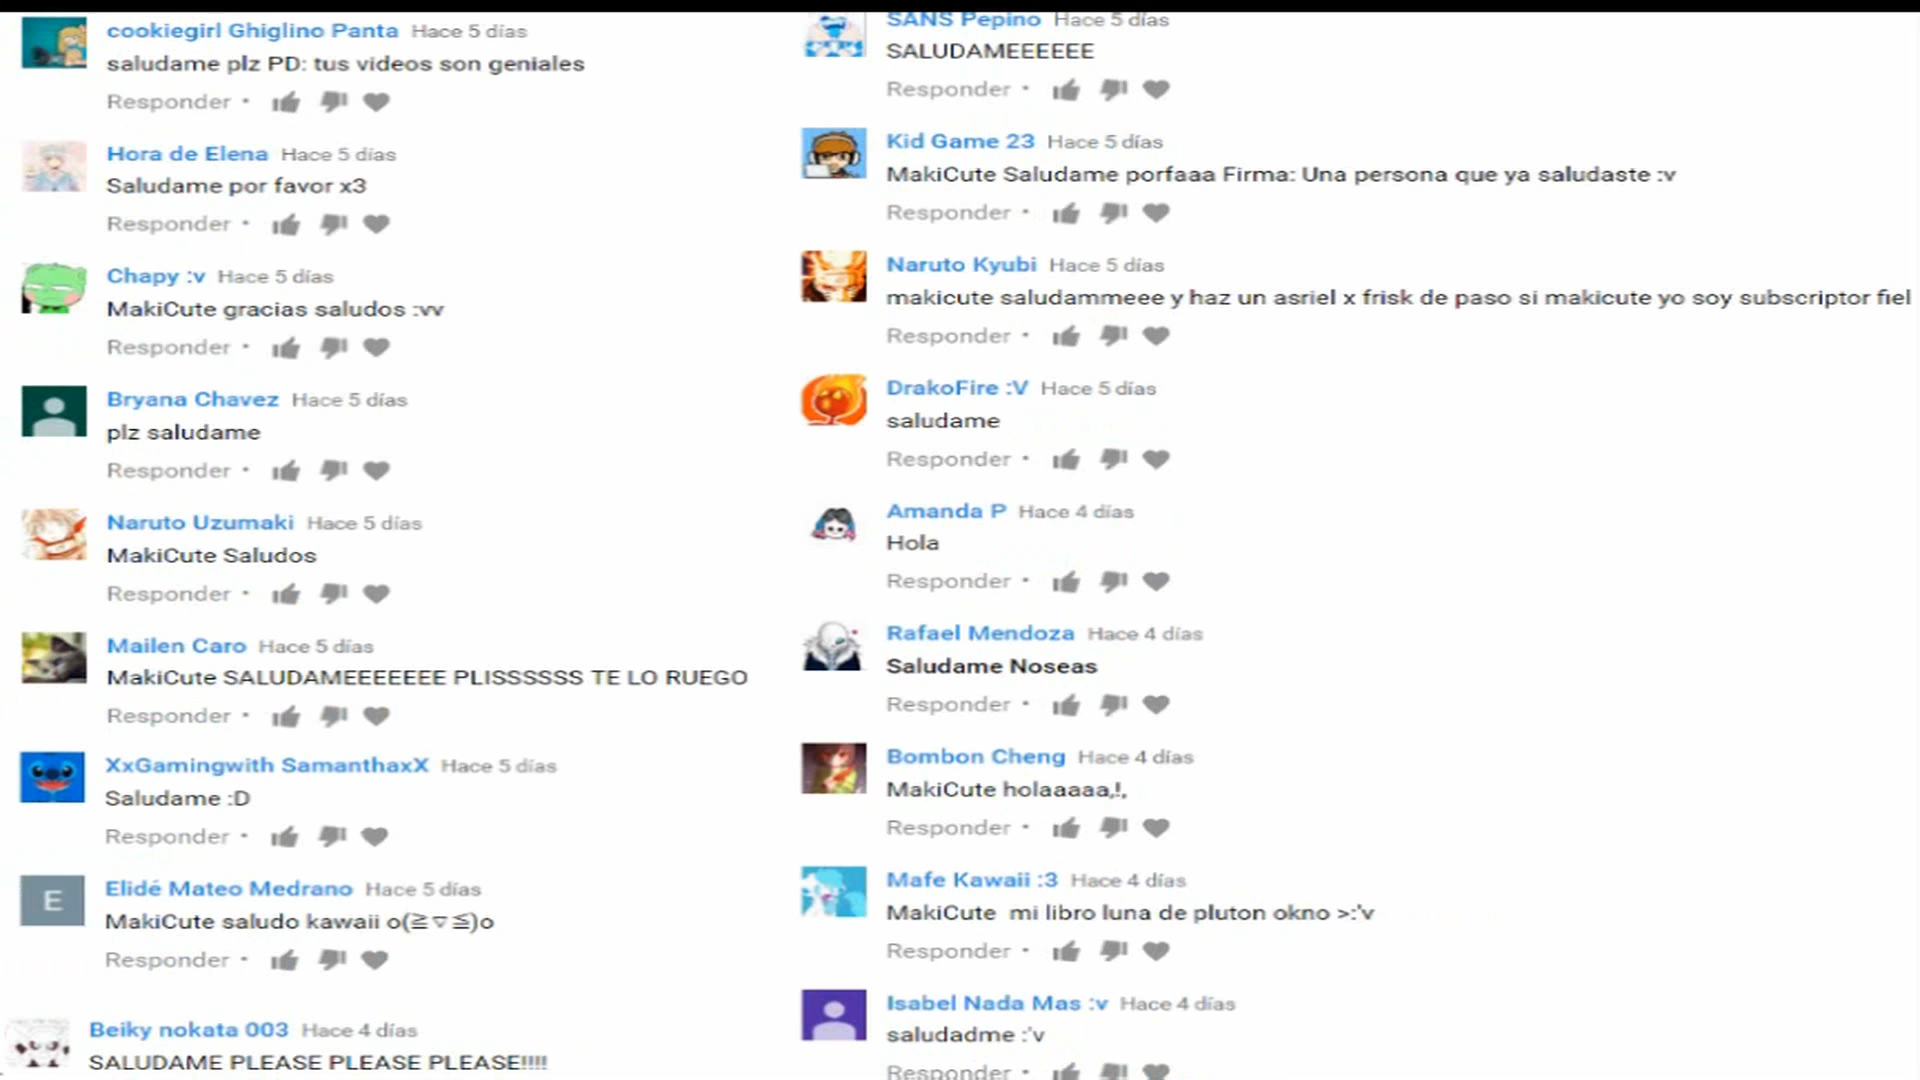 cookiegirl Ghiglino Panta Hace 5 días
saludame plz PD: tus videos son geniales
Responder •
Hora de Elena Hace 5 días
Saludame por favor x3
Responder •
Chapy :v Hace 5 días
MakiCute gracias saludos :vv
Responder •
Bryana Chavez Hace 5 días
plz saludame
Responder •
Naruto Uzumaki Hace 5 días
MakiCute Saludos
Responder •
Mailen Caro Hace 5 días
MakiCute SALUDAMEEEEEEE PLISSSSSS TE LO RUEGO
Responder •
XxGamingwith SamanthaxX Hace 5 días
Saludame :D
Responder •
E
Elidé Mateo Medrano Hace 5 días
MakiCute saludo kawaii o(≧▽≦)o
Responder •
Beiky nokata 003 Hace 4 días
SALUDAME PLEASE PLEASE PLEASE!!!!
SANS Pepino Hace 5 días
SALUDAMEEEEEE
Responder •
Kid Game 23 Hace 5 días
MakiCute Saludame porfaaa Firma: Una persona que ya saludaste :v
Responder •
Naruto Kyubi Hace 5 días
makicute saludammeee y haz un asriel x frisk de paso si makicute yo soy subscriptor fiel
Responder •
DrakoFire :V Hace 5 días
saludame
Responder •
Amanda P Hace 4 días
Hola
Responder •
Rafael Mendoza Hace 4 días
Saludame Noseas
Responder •
Bombon Cheng Hace 4 días
MakiCute holaaaaa,!,
Responder •
Mafe Kawaii :3 Hace 4 días
MakiCute mi libro luna de pluton okno >:'v
Responder •
Isabel Nada Mas :v Hace 4 días
saludadme :'v
Responder •